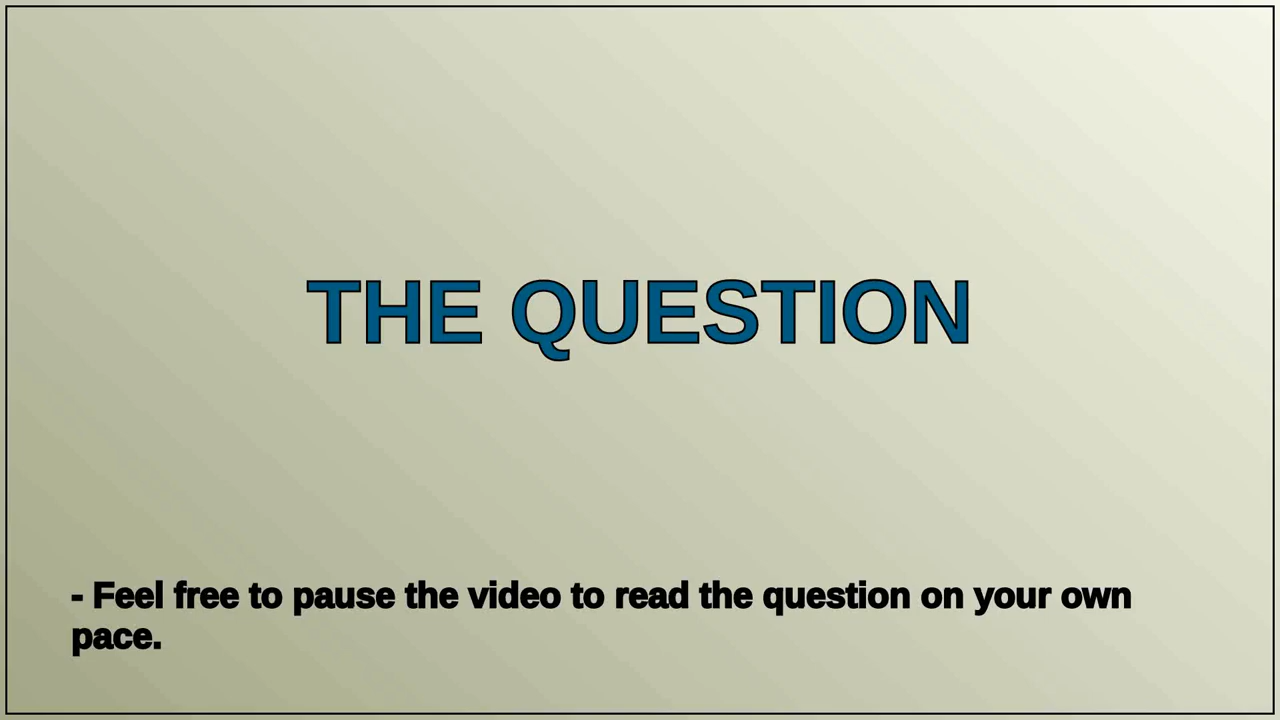 THE QUESTION
- Feel free to pause the video to read the question on your own
pace.